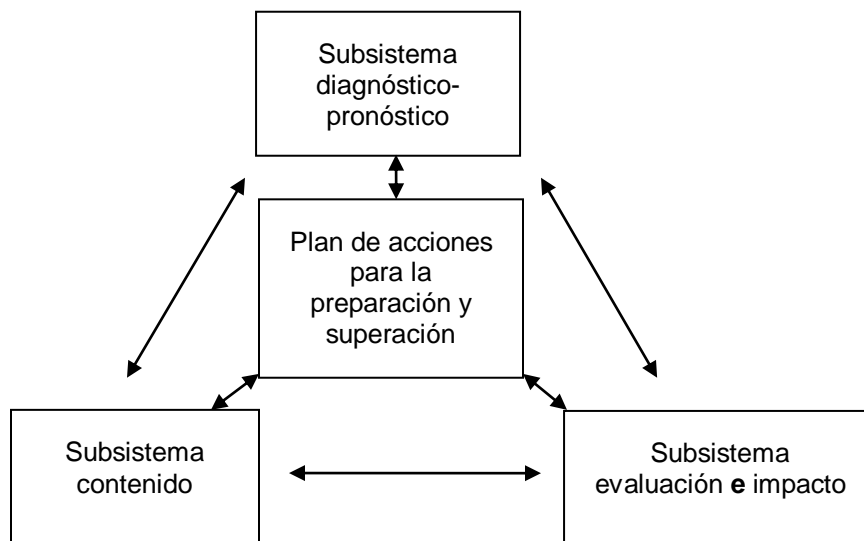 Subsistema
diagnóstico-
pronóstico
Plan de acciones
para la
preparación y
superación
Subsistema
contenido
Subsistema
evaluación e impacto